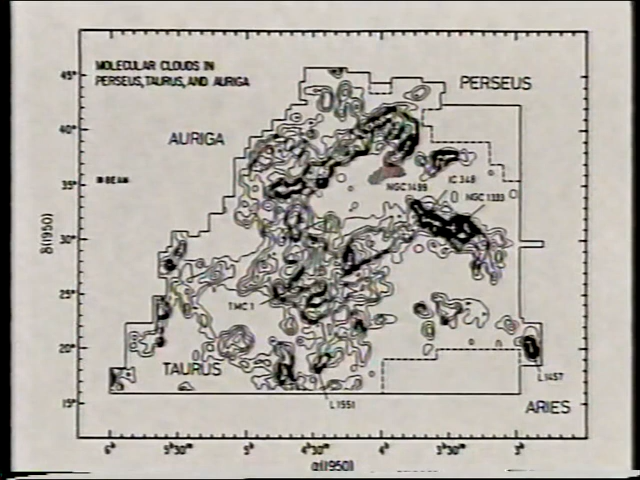 MOLECULAR CLOUDS IN
PERSEUS, TAURUS, AND AURIGA
PERSEUS
AURIGA
BEAM
NGC 1499
IC 348
NGC 1333
TMC 1
TAURUS
L1551
L1457
ARIES
45°
40°
35°
30°
25°
20°
15°
δ(1950)
6ʰ
5ʰ30ᵐ
5ʰ
4ʰ30ᵐ
4ʰ
3ʰ30ᵐ
3ʰ
α(1950)